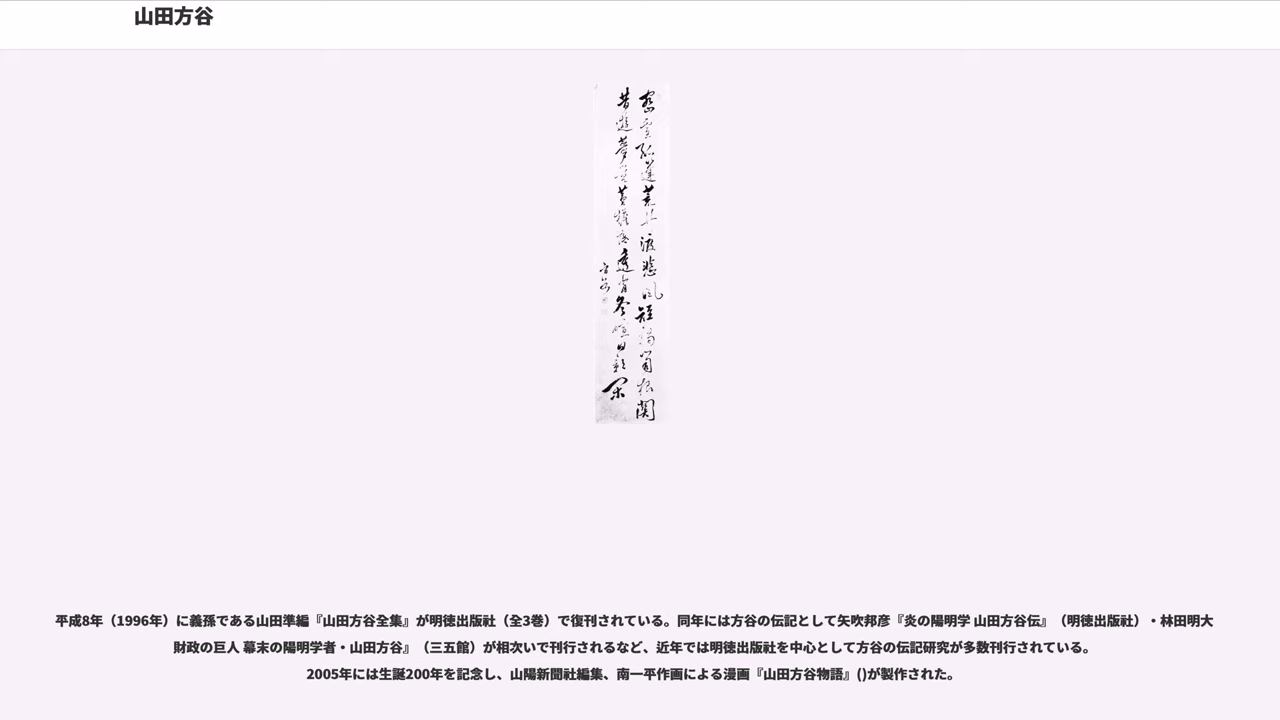 山田方谷
平成8年（1996年）に義孫である山田準編『山田方谷全集』が明徳出版社（全3巻）で復刊されている。同年には方谷の伝記として矢吹邦彦『炎の陽明学 山田方谷伝』（明徳出版社）・林田明大
財政の巨人 幕末の陽明学者・山田方谷』（三五館）が相次いで刊行されるなど、近年では明徳出版社を中心として方谷の伝記研究が多数刊行されている。
2005年には生誕200年を記念し、山陽新聞社編集、南一平作画による漫画『山田方谷物語』()が製作された。